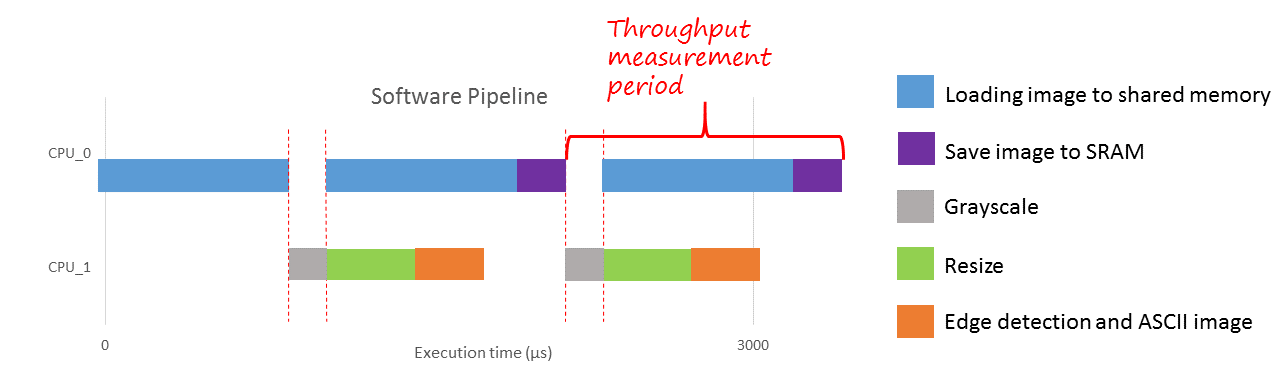 Throughput
measurement
period
Software Pipeline
CPU_0
CPU_1
0
Execution time (µs)
3000
Loading image to shared memory
Save image to SRAM
Grayscale
Resize
Edge detection and ASCII image